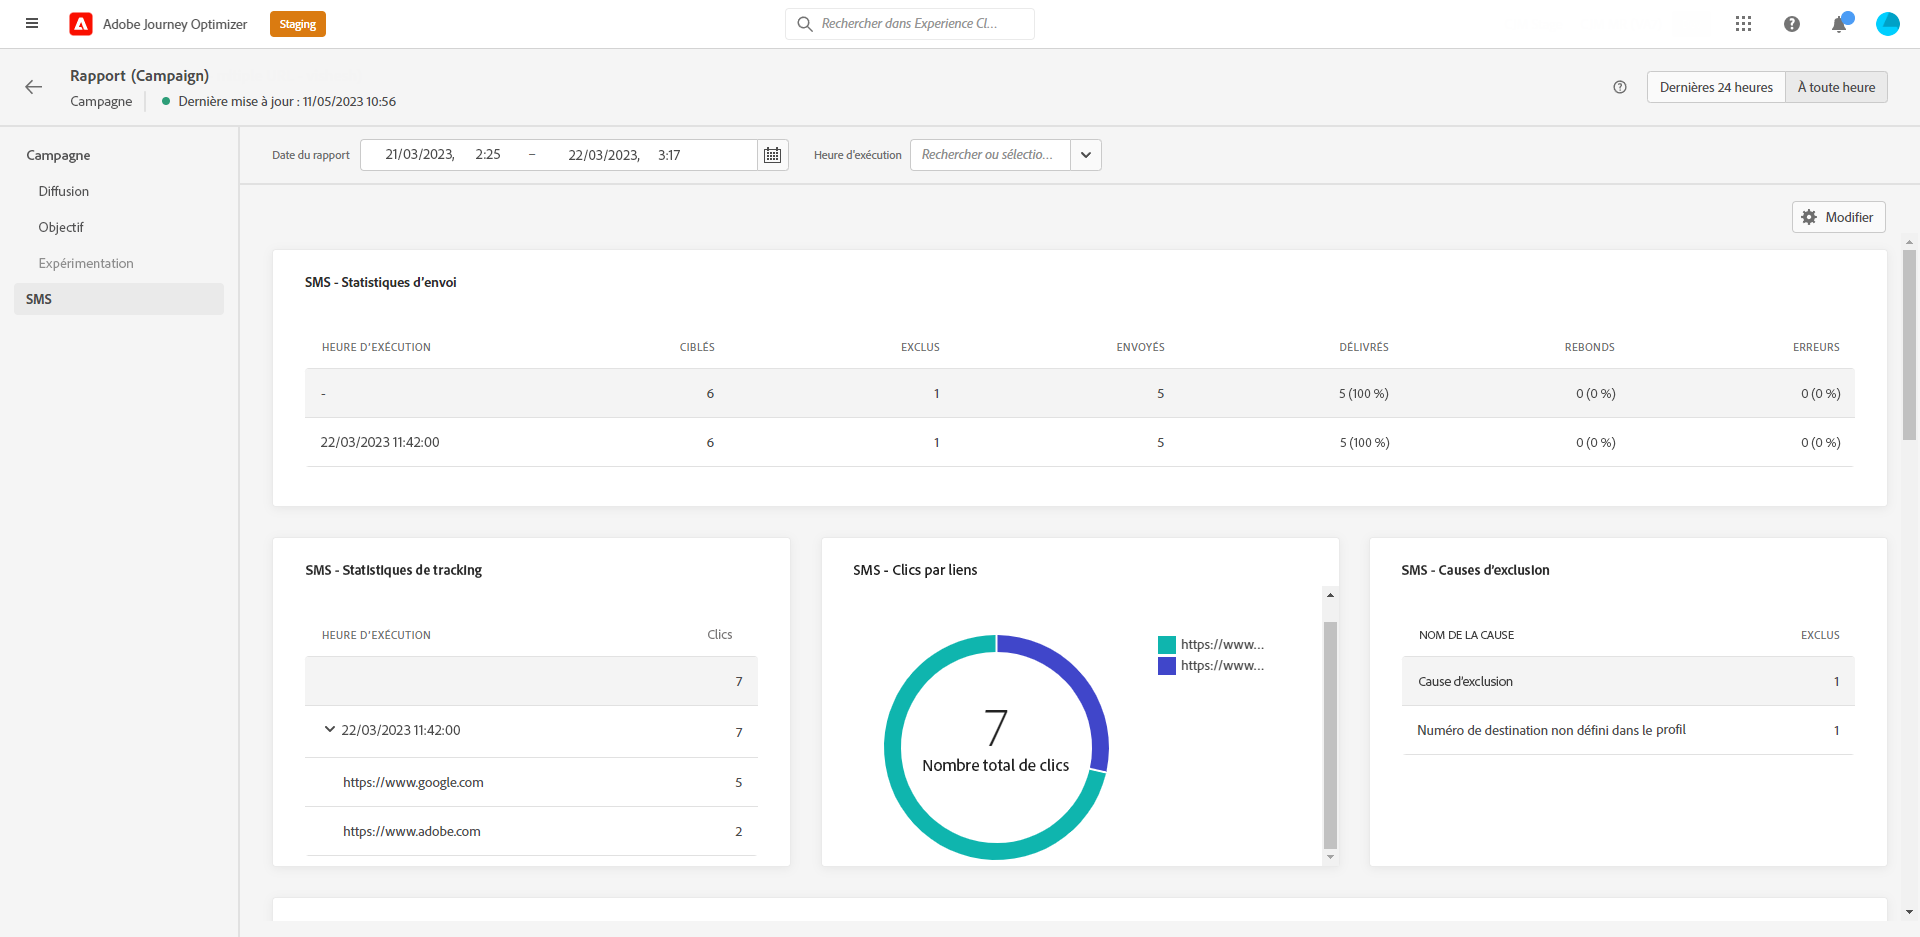 Adobe Journey Optimizer
Staging
Rechercher dans Experience Cl...
Rapport (Campaign)
Campagne
Dernière mise à jour : 11/05/2023 10:56
Dernières 24 heures
À toute heure
Campagne
Diffusion
Objectif
Expérimentation
SMS
Date du rapport
21/03/2023, 2:25 – 22/03/2023, 3:17
Heure d'exécution
Rechercher ou sélectio...
Modifier
SMS - Statistiques d'envoi
HEURE D'EXÉCUTION CIBLÉS EXCLUS ENVOYÉS DÉLIVRÉS REBONDS ERREURS
- 6 1 5 5 (100 %) 0 (0 %) 0 (0 %)
22/03/2023 11:42:00 6 1 5 5 (100 %) 0 (0 %) 0 (0 %)
SMS - Statistiques de tracking
HEURE D'EXÉCUTION Clics
7
22/03/2023 11:42:00 7
https://www.google.com 5
https://www.adobe.com 2
SMS - Clics par liens
7
Nombre total de clics
https://www...
https://www...
SMS - Causes d'exclusion
NOM DE LA CAUSE EXCLUS
Cause d'exclusion 1
Numéro de destination non défini dans le profil 1